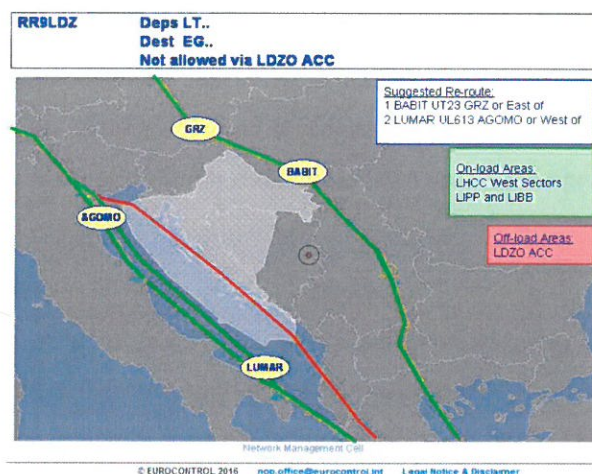 RR9LDZ
Deps LT..
Dest EG..
Not allowed via LDZO ACC
Suggested Re-route:
1 BABIT UT23 GRZ or East of
2 LUMAR UL613 AGOMO or West of
GRZ
BABIT
On-load Areas:
LHCC West Sectors
LIPP and LIBB
AGOMO
Off-load Areas:
LDZO ACC
LUMAR
Network Management Cell
© EUROCONTROL 2016 nop.office@eurocontrol.int Legal Notice & Disclaimer